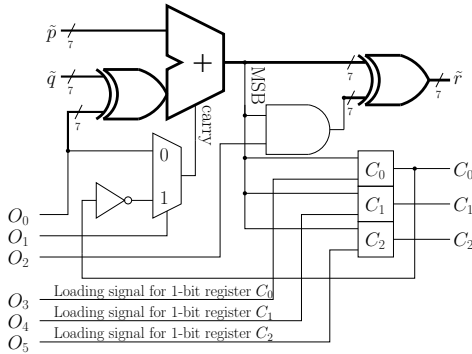 p̃
7
+
q̃
7
7
MSB
7
7
r̃
carry
0
1
C₀
C₀
C₁
C₁
C₂
C₂
O₀
O₁
O₂
O₃ Loading signal for 1-bit register C₀
O₄ Loading signal for 1-bit register C₁
O₅ Loading signal for 1-bit register C₂
7